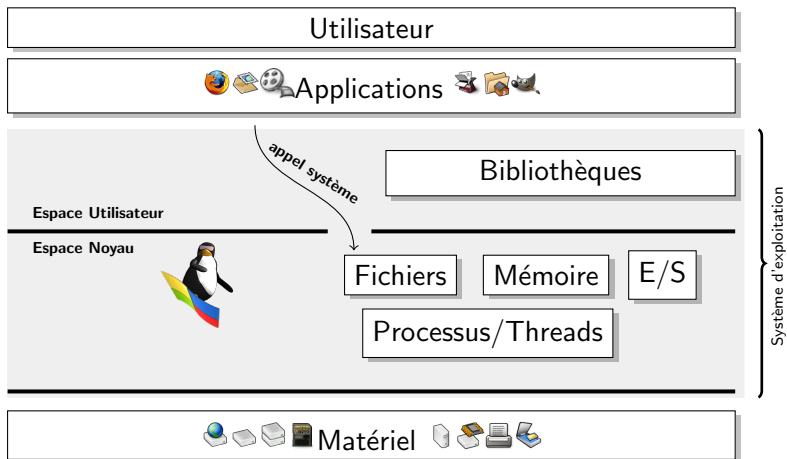 Utilisateur
Applications
appel système
Bibliothèques
Espace Utilisateur
Espace Noyau
Fichiers
Mémoire
E/S
Processus/Threads
Matériel
Système d'exploitation